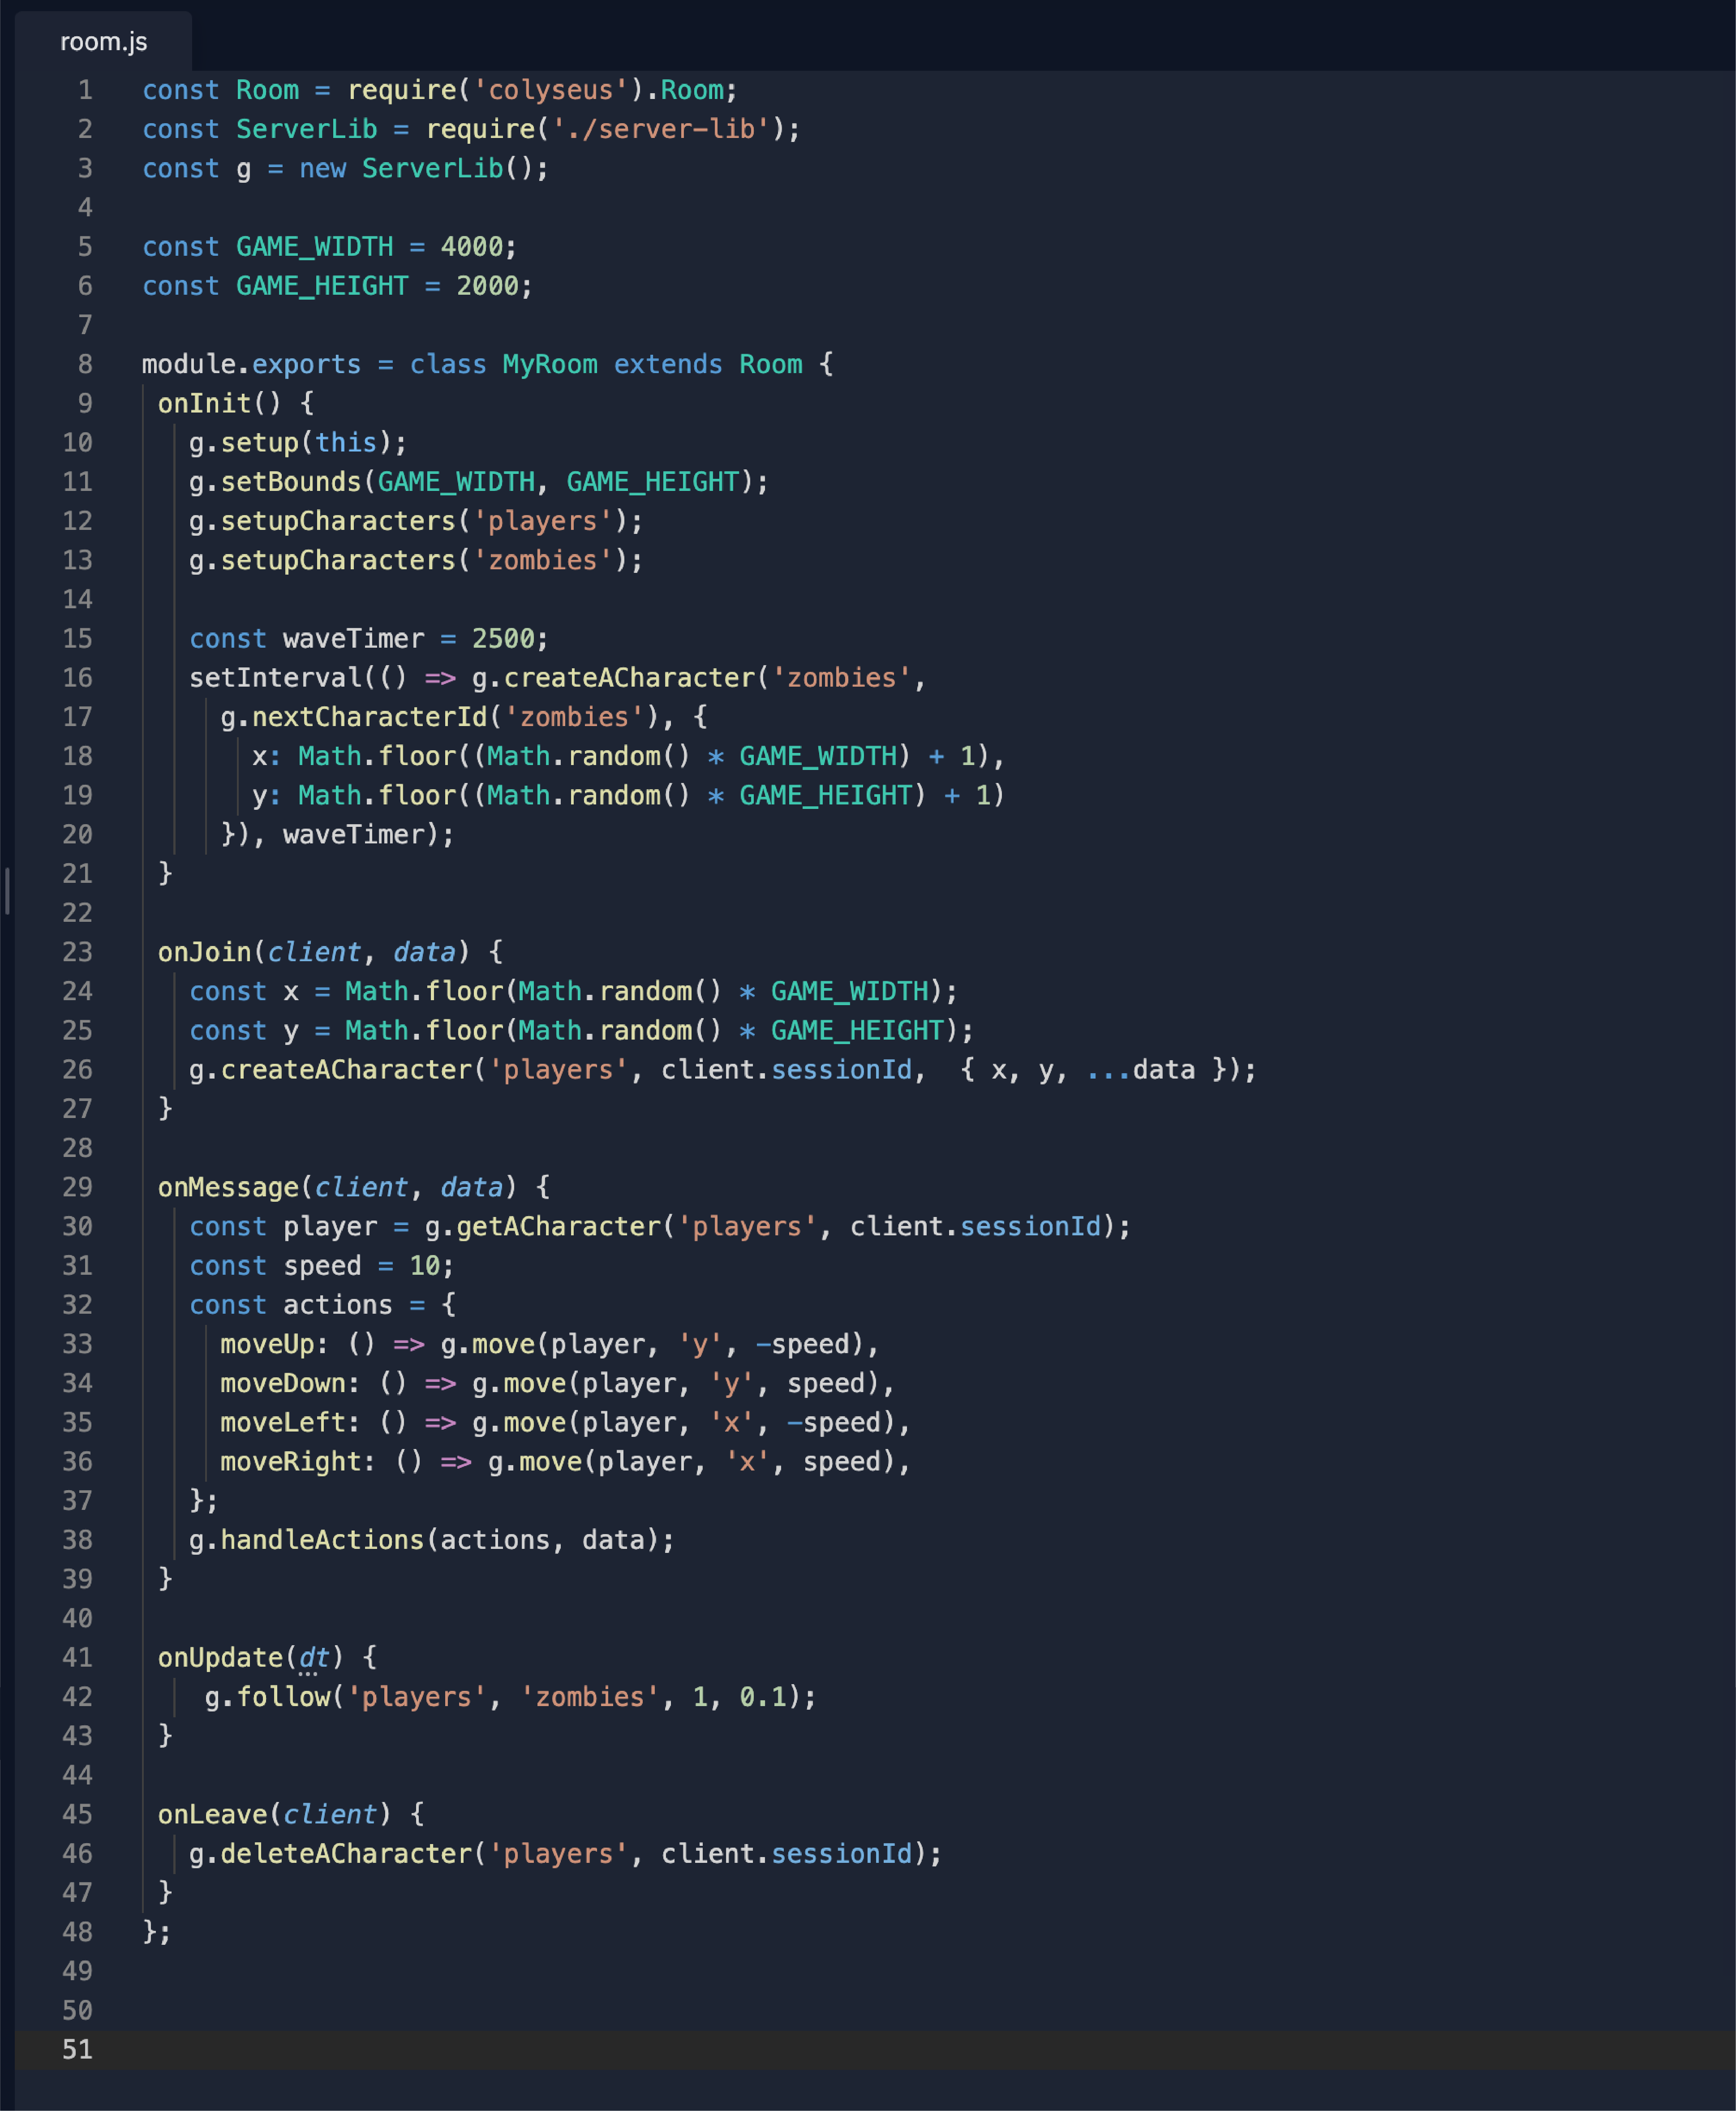 room.js
1 const Room = require('colyseus').Room;
2 const ServerLib = require('./server-lib');
3 const g = new ServerLib();
4
5 const GAME_WIDTH = 4000;
6 const GAME_HEIGHT = 2000;
7
8 module.exports = class MyRoom extends Room {
9 onInit() {
10 g.setup(this);
11 g.setBounds(GAME_WIDTH, GAME_HEIGHT);
12 g.setupCharacters('players');
13 g.setupCharacters('zombies');
14
15 const waveTimer = 2500;
16 setInterval(() => g.createACharacter('zombies',
17 g.nextCharacterId('zombies'), {
18 x: Math.floor((Math.random() * GAME_WIDTH) + 1),
19 y: Math.floor((Math.random() * GAME_HEIGHT) + 1)
20 }), waveTimer);
21 }
22
23 onJoin(client, data) {
24 const x = Math.floor(Math.random() * GAME_WIDTH);
25 const y = Math.floor(Math.random() * GAME_HEIGHT);
26 g.createACharacter('players', client.sessionId,  { x, y, ...data });
27 }
28
29 onMessage(client, data) {
30 const player = g.getACharacter('players', client.sessionId);
31 const speed = 10;
32 const actions = {
33 moveUp: () => g.move(player, 'y', -speed),
34 moveDown: () => g.move(player, 'y', speed),
35 moveLeft: () => g.move(player, 'x', -speed),
36 moveRight: () => g.move(player, 'x', speed),
37 };
38 g.handleActions(actions, data);
39 }
40
41 onUpdate(dt) {
42 g.follow('players', 'zombies', 1, 0.1);
43 }
44
45 onLeave(client) {
46 g.deleteACharacter('players', client.sessionId);
47 }
48 };
49
50
51